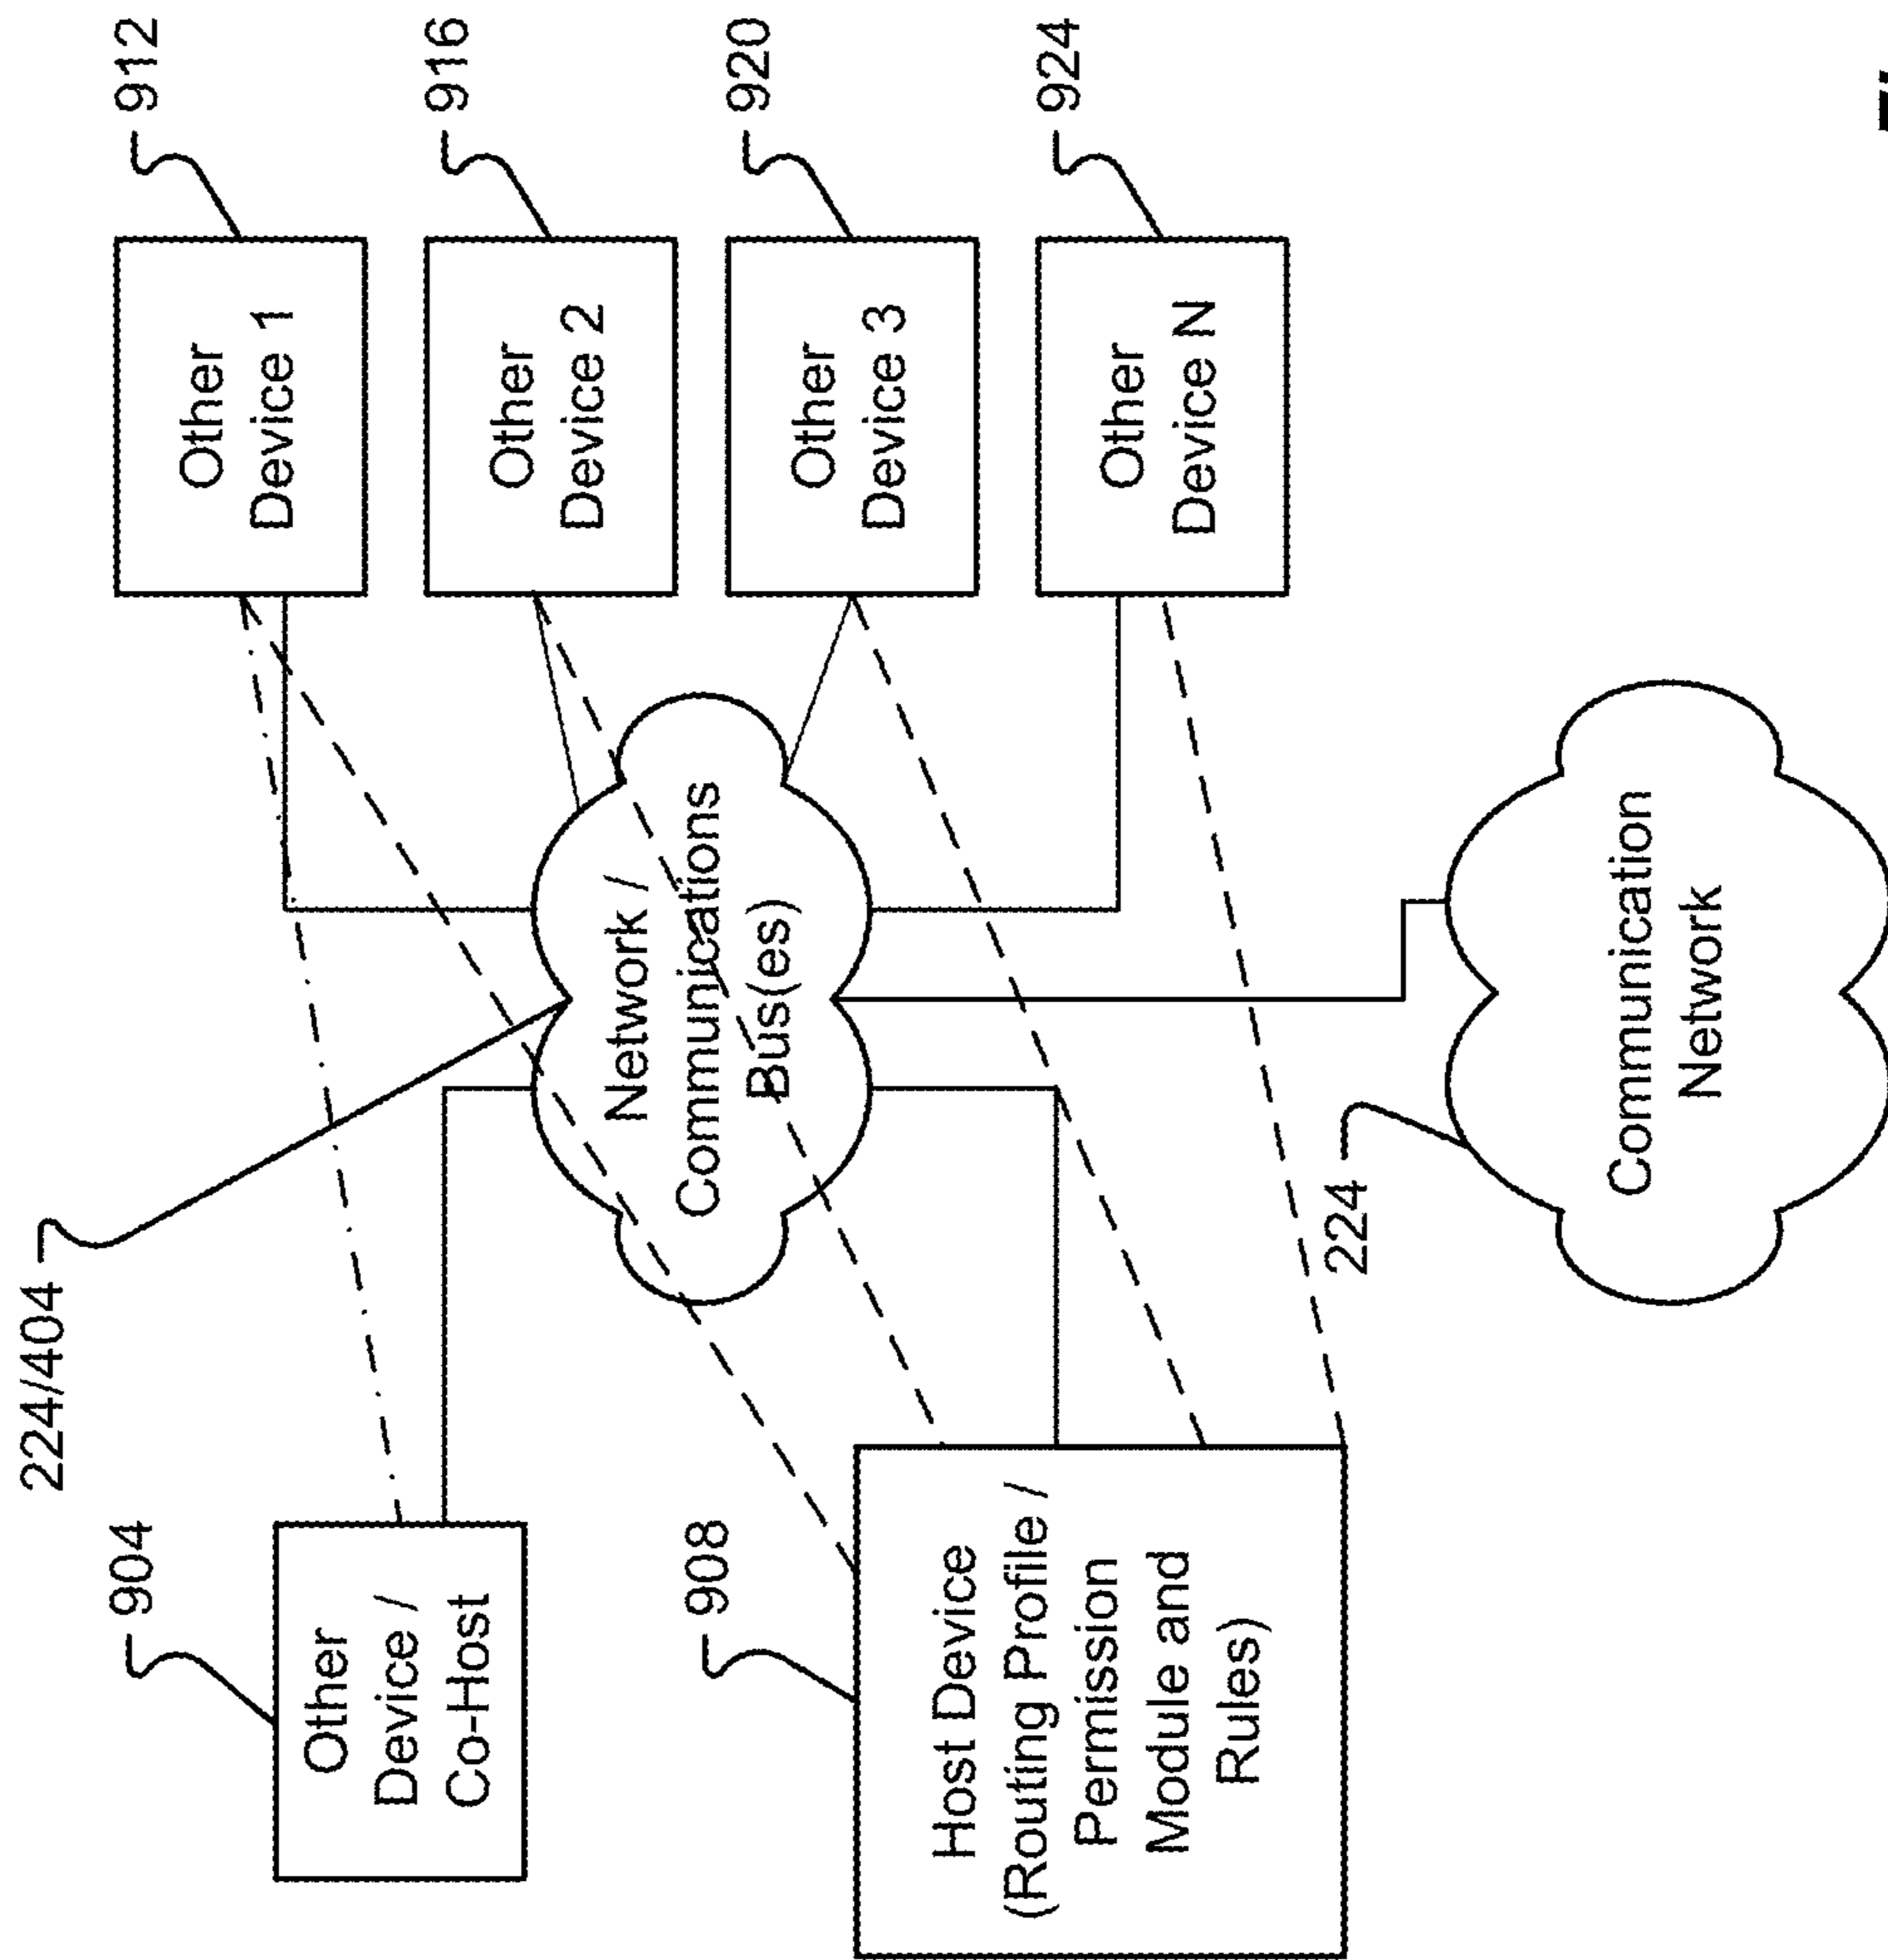 224/404
904
Other
Device /
Co-Host
908
Host Device
(Routing Profile /
Permission
Module and
Rules)
Network /
Communications
Bus(es)
224
Communication
Network
912
Other
Device 1
916
Other
Device 2
920
Other
Device 3
924
Other
Device N